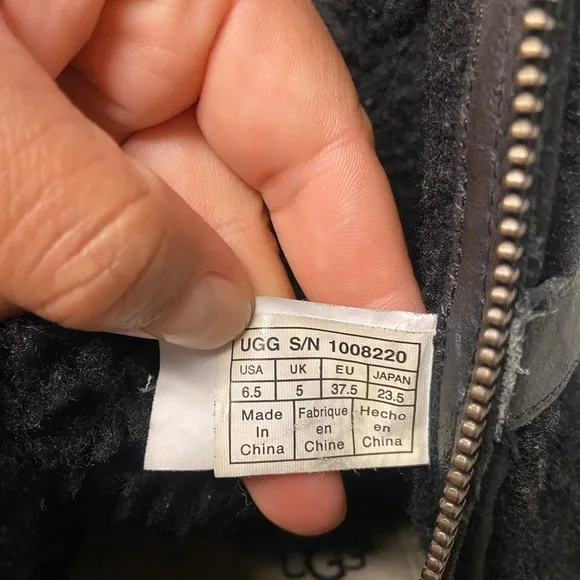 UGG S/N 1008220
USA UK EU JAPAN
6.5 5 37.5 23.5
Made Fabrique Hecho
In en en
China Chine China
UGG